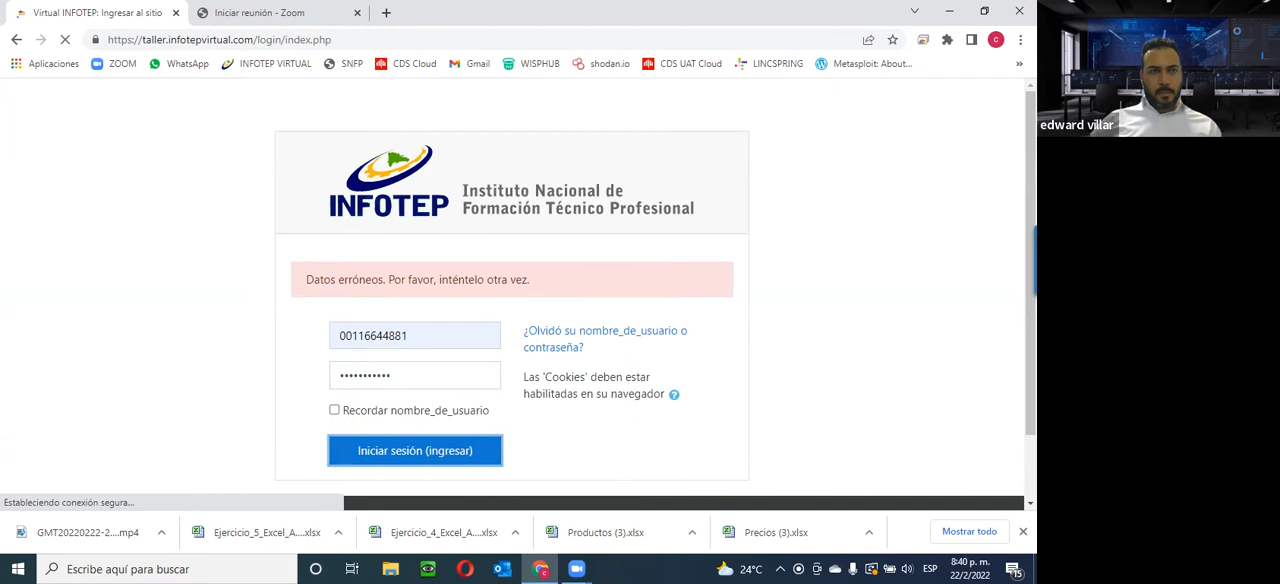 Virtual INFOTEP: Ingresar al sitio
Iniciar reunión - Zoom
https://taller.infotepvirtual.com/login/index.php
Aplicaciones
ZOOM
WhatsApp
INFOTEP VIRTUAL
SNFP
CDS Cloud
Gmail
WISPHUB
shodan.io
CDS UAT Cloud
LINCSPRING
Metasploit: About...
edward villar
INFOTEP
Instituto Nacional de
Formación Técnico Profesional
Datos erróneos. Por favor, inténtelo otra vez.
00116644881
•••••••••••
Recordar nombre_de_usuario
Iniciar sesión (ingresar)
¿Olvidó su nombre_de_usuario o
contraseña?
Las 'Cookies' deben estar
habilitadas en su navegador
Estableciendo conexión segura...
GMT20220222-2....mp4
Ejercicio_5_Excel_A....xlsx
Ejercicio_4_Excel_A....xlsx
Productos (3).xlsx
Precios (3).xlsx
Mostrar todo
Escribe aquí para buscar
24°C
ESP
8:40 p. m.
22/2/2022
15